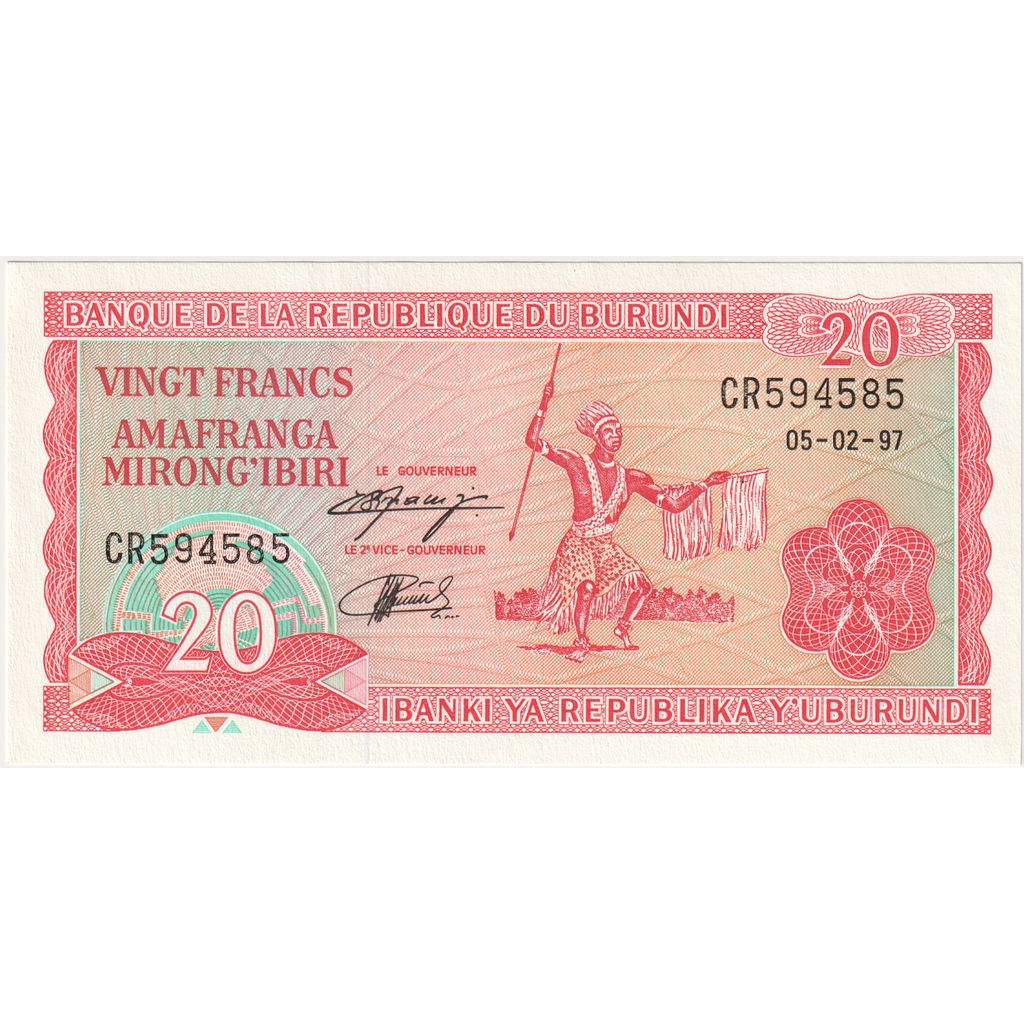 BANQUE DE LA REPUBLIQUE DU BURUNDI
20
VINGT FRANCS
CR594585
AMAFRANGA
MIRONG'IBIRI
05-02-97
LE GOUVERNEUR
CR594585
LE 2e VICE-GOUVERNEUR
20
IBANKI YA REPUBLIKA Y'UBURUNDI